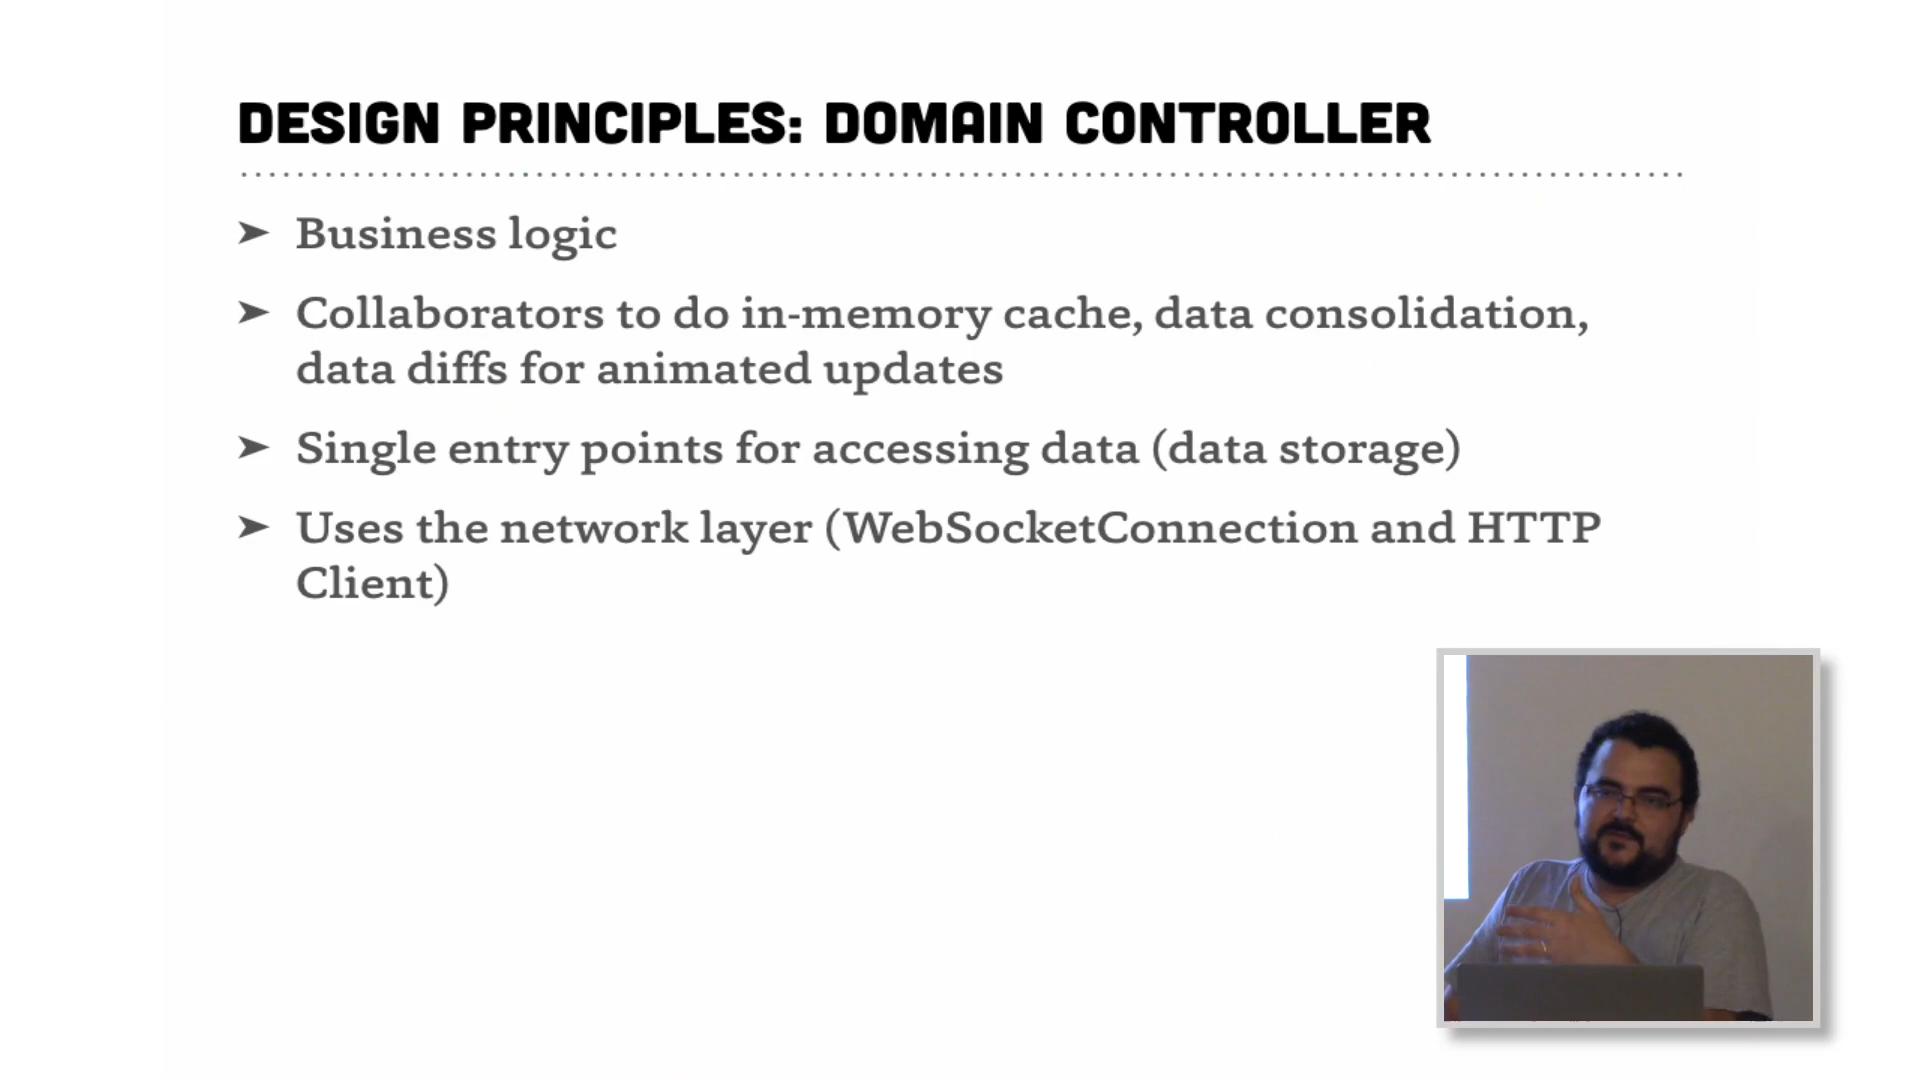 DESIGN PRINCIPLES: DOMAIN CONTROLLER
➤ Business logic
➤ Collaborators to do in-memory cache, data consolidation,
data diffs for animated updates
➤ Single entry points for accessing data (data storage)
➤ Uses the network layer (WebSocketConnection and HTTP
Client)